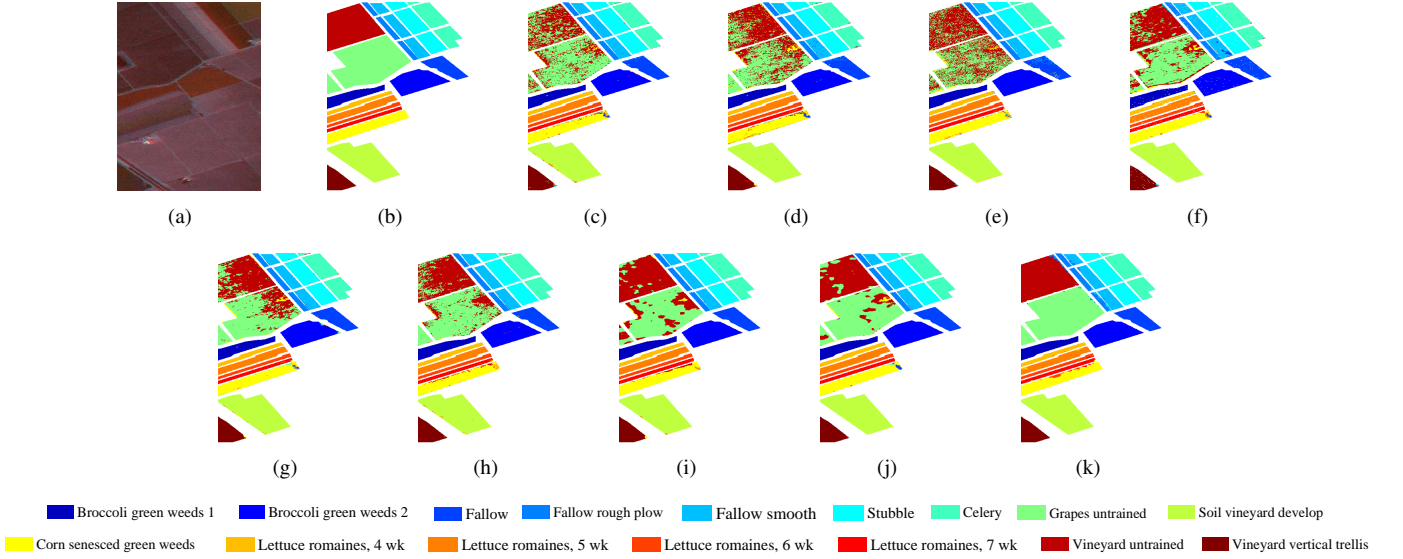 (a) (b) (c) (d) (e) (f)
(g) (h) (i) (j) (k)
Broccoli green weeds 1 Broccoli green weeds 2 Fallow Fallow rough plow Fallow smooth Stubble Celery Grapes untrained Soil vineyard develop
Corn senesced green weeds Lettuce romaines, 4 wk Lettuce romaines, 5 wk Lettuce romaines, 6 wk Lettuce romaines, 7 wk Vineyard untrained Vineyard vertical trellis